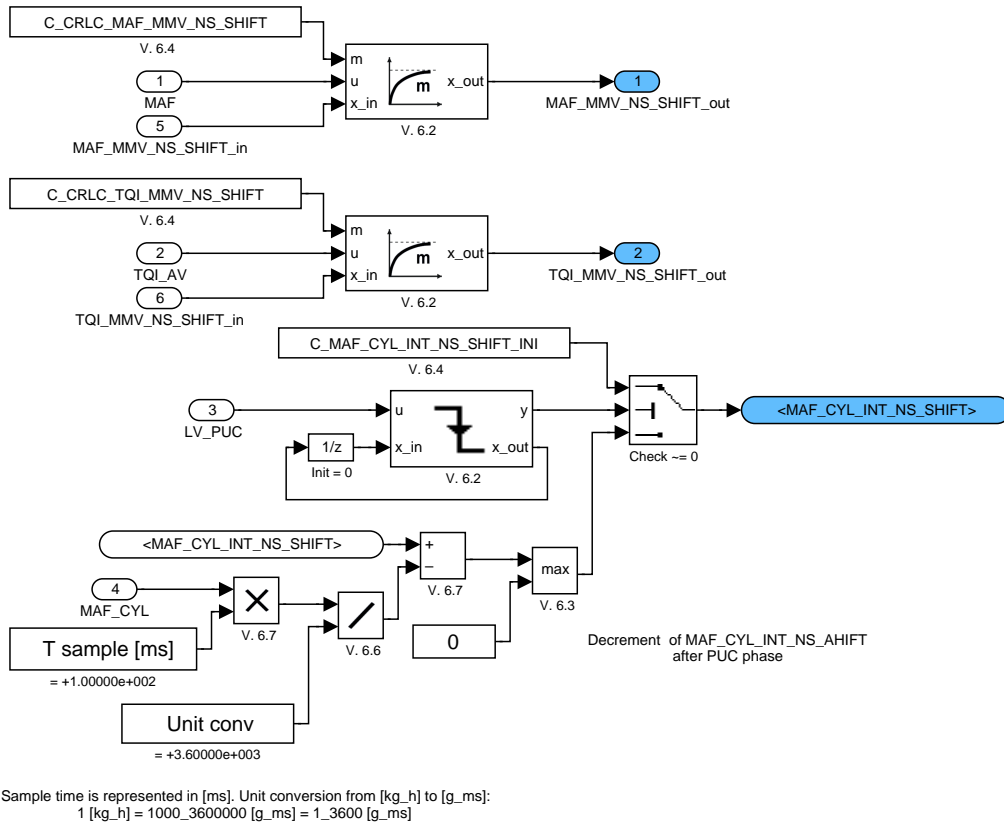 C_CRLC_MAF_MMV_NS_SHIFT
V. 6.4
1
MAF
5
MAF_MMV_NS_SHIFT_in
m
u
x_in
m
x_out
V. 6.2
1
MAF_MMV_NS_SHIFT_out
C_CRLC_TQI_MMV_NS_SHIFT
V. 6.4
2
TQI_AV
6
TQI_MMV_NS_SHIFT_in
m
u
x_in
m
x_out
V. 6.2
2
TQI_MMV_NS_SHIFT_out
C_MAF_CYL_INT_NS_SHIFT_INI
V. 6.4
3
LV_PUC
1/z
Init = 0
u
x_in
y
x_out
V. 6.2
Check ~= 0
<MAF_CYL_INT_NS_SHIFT>
<MAF_CYL_INT_NS_SHIFT>
+
−
V. 6.7
max
V. 6.3
4
MAF_CYL
V. 6.7
V. 6.6
0
T sample [ms]
= +1.00000e+002
Unit conv
= +3.60000e+003
Decrement of MAF_CYL_INT_NS_AHIFT
after PUC phase
Sample time is represented in [ms]. Unit conversion from [kg_h] to [g_ms]:
1 [kg_h] = 1000_3600000 [g_ms] = 1_3600 [g_ms]